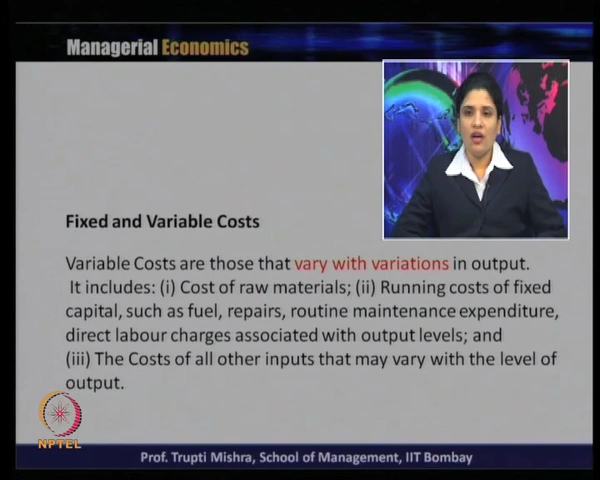 Managerial Economics
Fixed and Variable Costs
Variable Costs are those that vary with variations in output.
It includes: (i) Cost of raw materials; (ii) Running costs of fixed
capital, such as fuel, repairs, routine maintenance expenditure,
direct labour charges associated with output levels; and
(iii) The Costs of all other inputs that may vary with the level of
output.
NPTEL
Prof. Trupti Mishra, School of Management, IIT Bombay